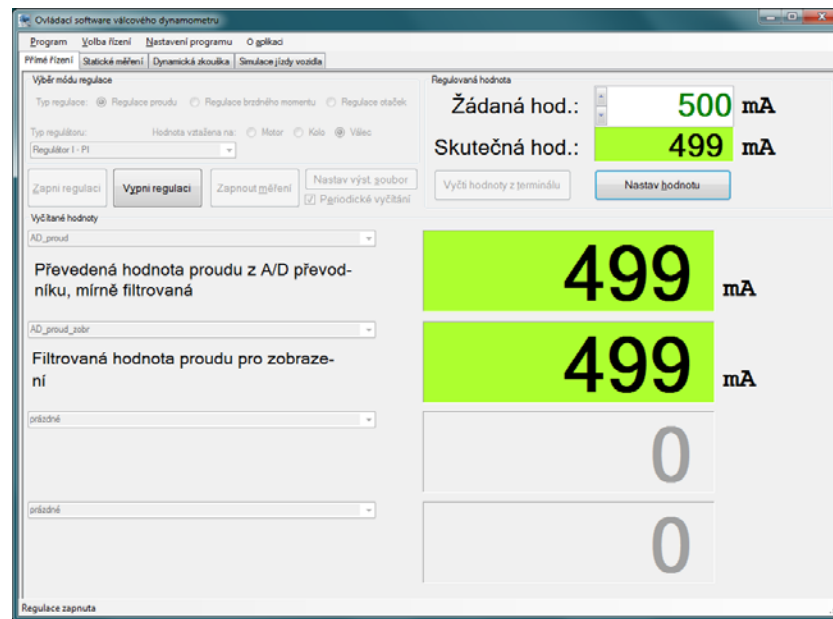 Ovládací software válcového dynamometru
Program Volba řízení Nastavení programu O aplikaci
Přímé řízení Statické měření Dynamická zkouška Simulace jízdy vozidla
Výběr módu regulace
Typ regulace: Regulace proudu Regulace brzdného momentu Regulace otáček
Typ regulátoru: Hodnota vztažena na: Motor Kolo Válec
Regulátor I - PI
Zapni regulaci Vypni regulaci Zapnout měření Nastav výst. soubor
Periodické vyčítání
Regulovaná hodnota
Žádaná hod.: 500 mA
Skutečná hod.: 499 mA
Vyčti hodnoty z terminálu Nastav hodnotu
Vyčítané hodnoty
AD_proud
Převedená hodnota proudu z A/D převod-
níku, mírně filtrovaná
499 mA
AD_proud_zobr
Filtrovaná hodnota proudu pro zobraze-
ní
499 mA
prázdné
0
prázdné
0
Regulace zapnuta